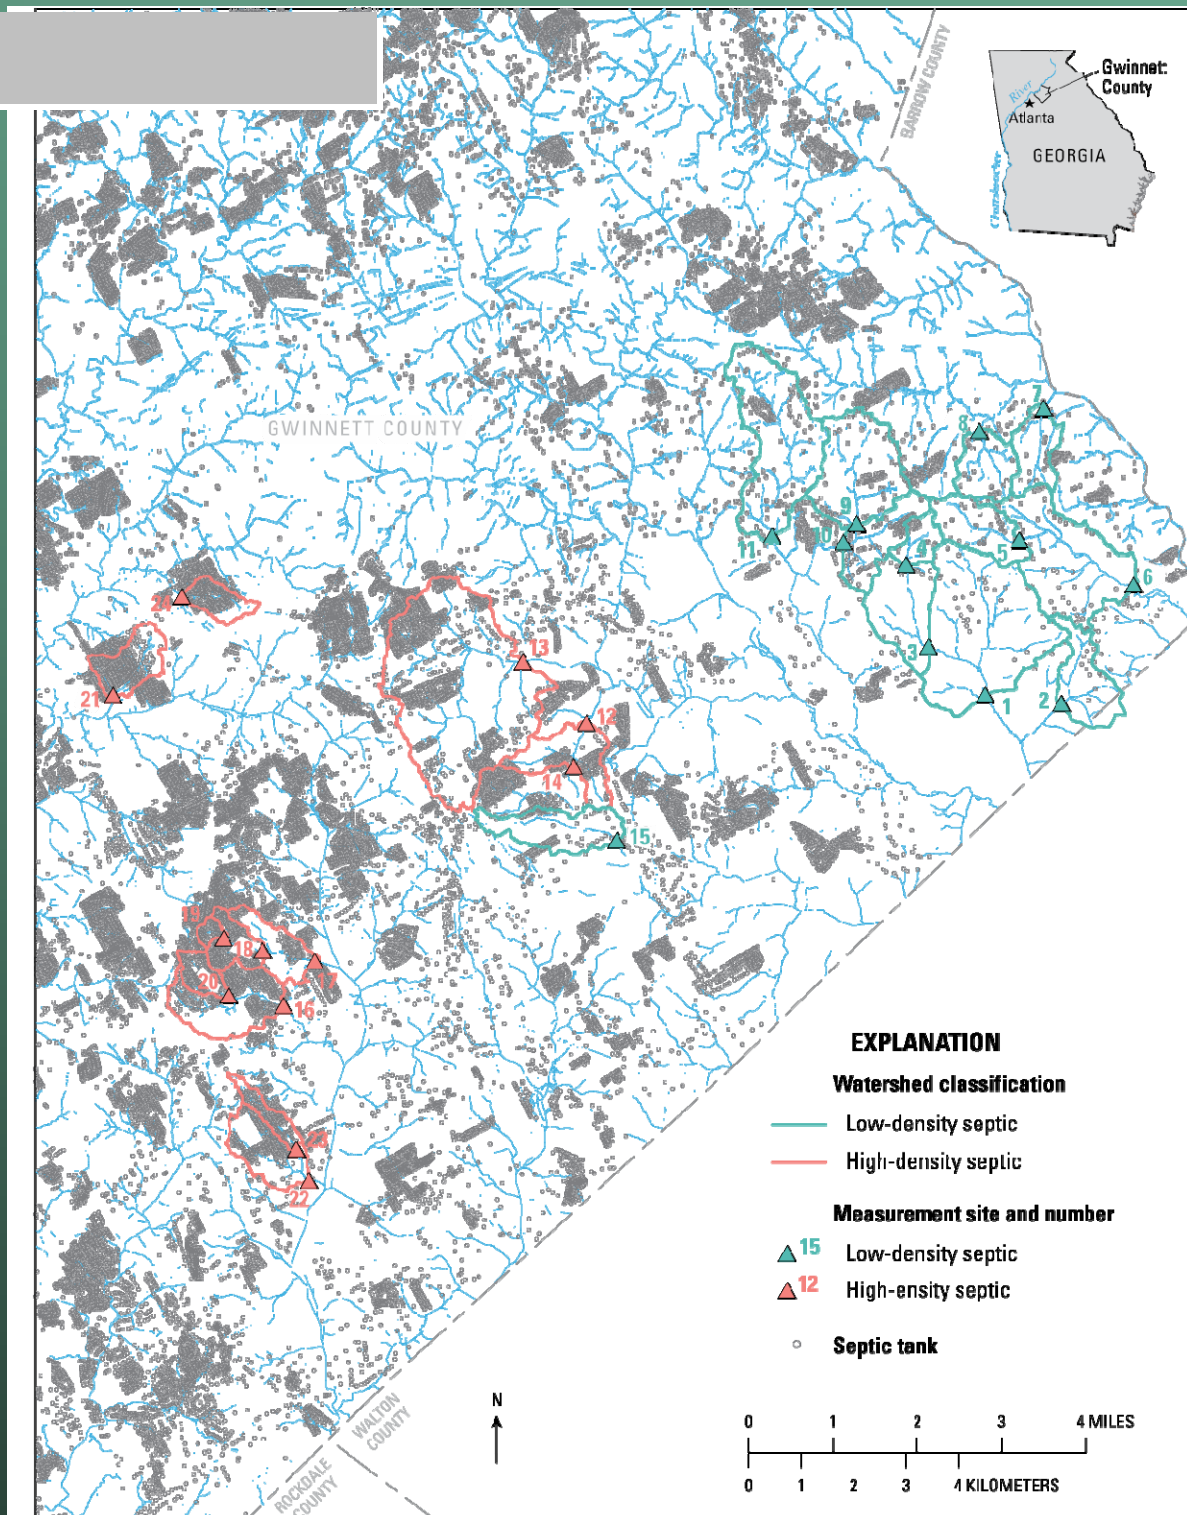 BARROW COUNTY
Gwinnett
County
River
Atlanta
GEORGIA
GWINNETT COUNTY
7
8
9
11
10
4
5
6
24
13
3
21
1
2
12
14
15
19
18
17
20
16
23
22
EXPLANATION
Watershed classification
Low-density septic
High-density septic
Measurement site and number
15 Low-density septic
12 High-ensity septic
Septic tank
N
WALTON
COUNTY
ROCKDALE
COUNTY
0 1 2 3 4 MILES
0 1 2 3 4 KILOMETERS